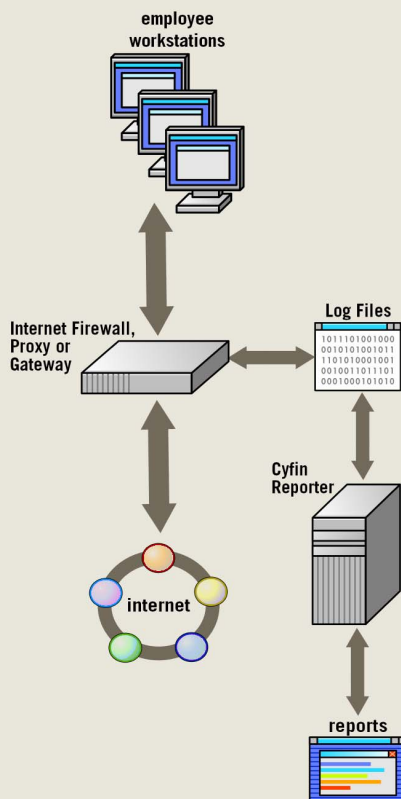 employee
workstations
Internet Firewall,
Proxy or
Gateway
Log Files
1011101001000
0010101001011
1101010001001
0010011011101
0001000101010
Cyfin
Reporter
internet
reports